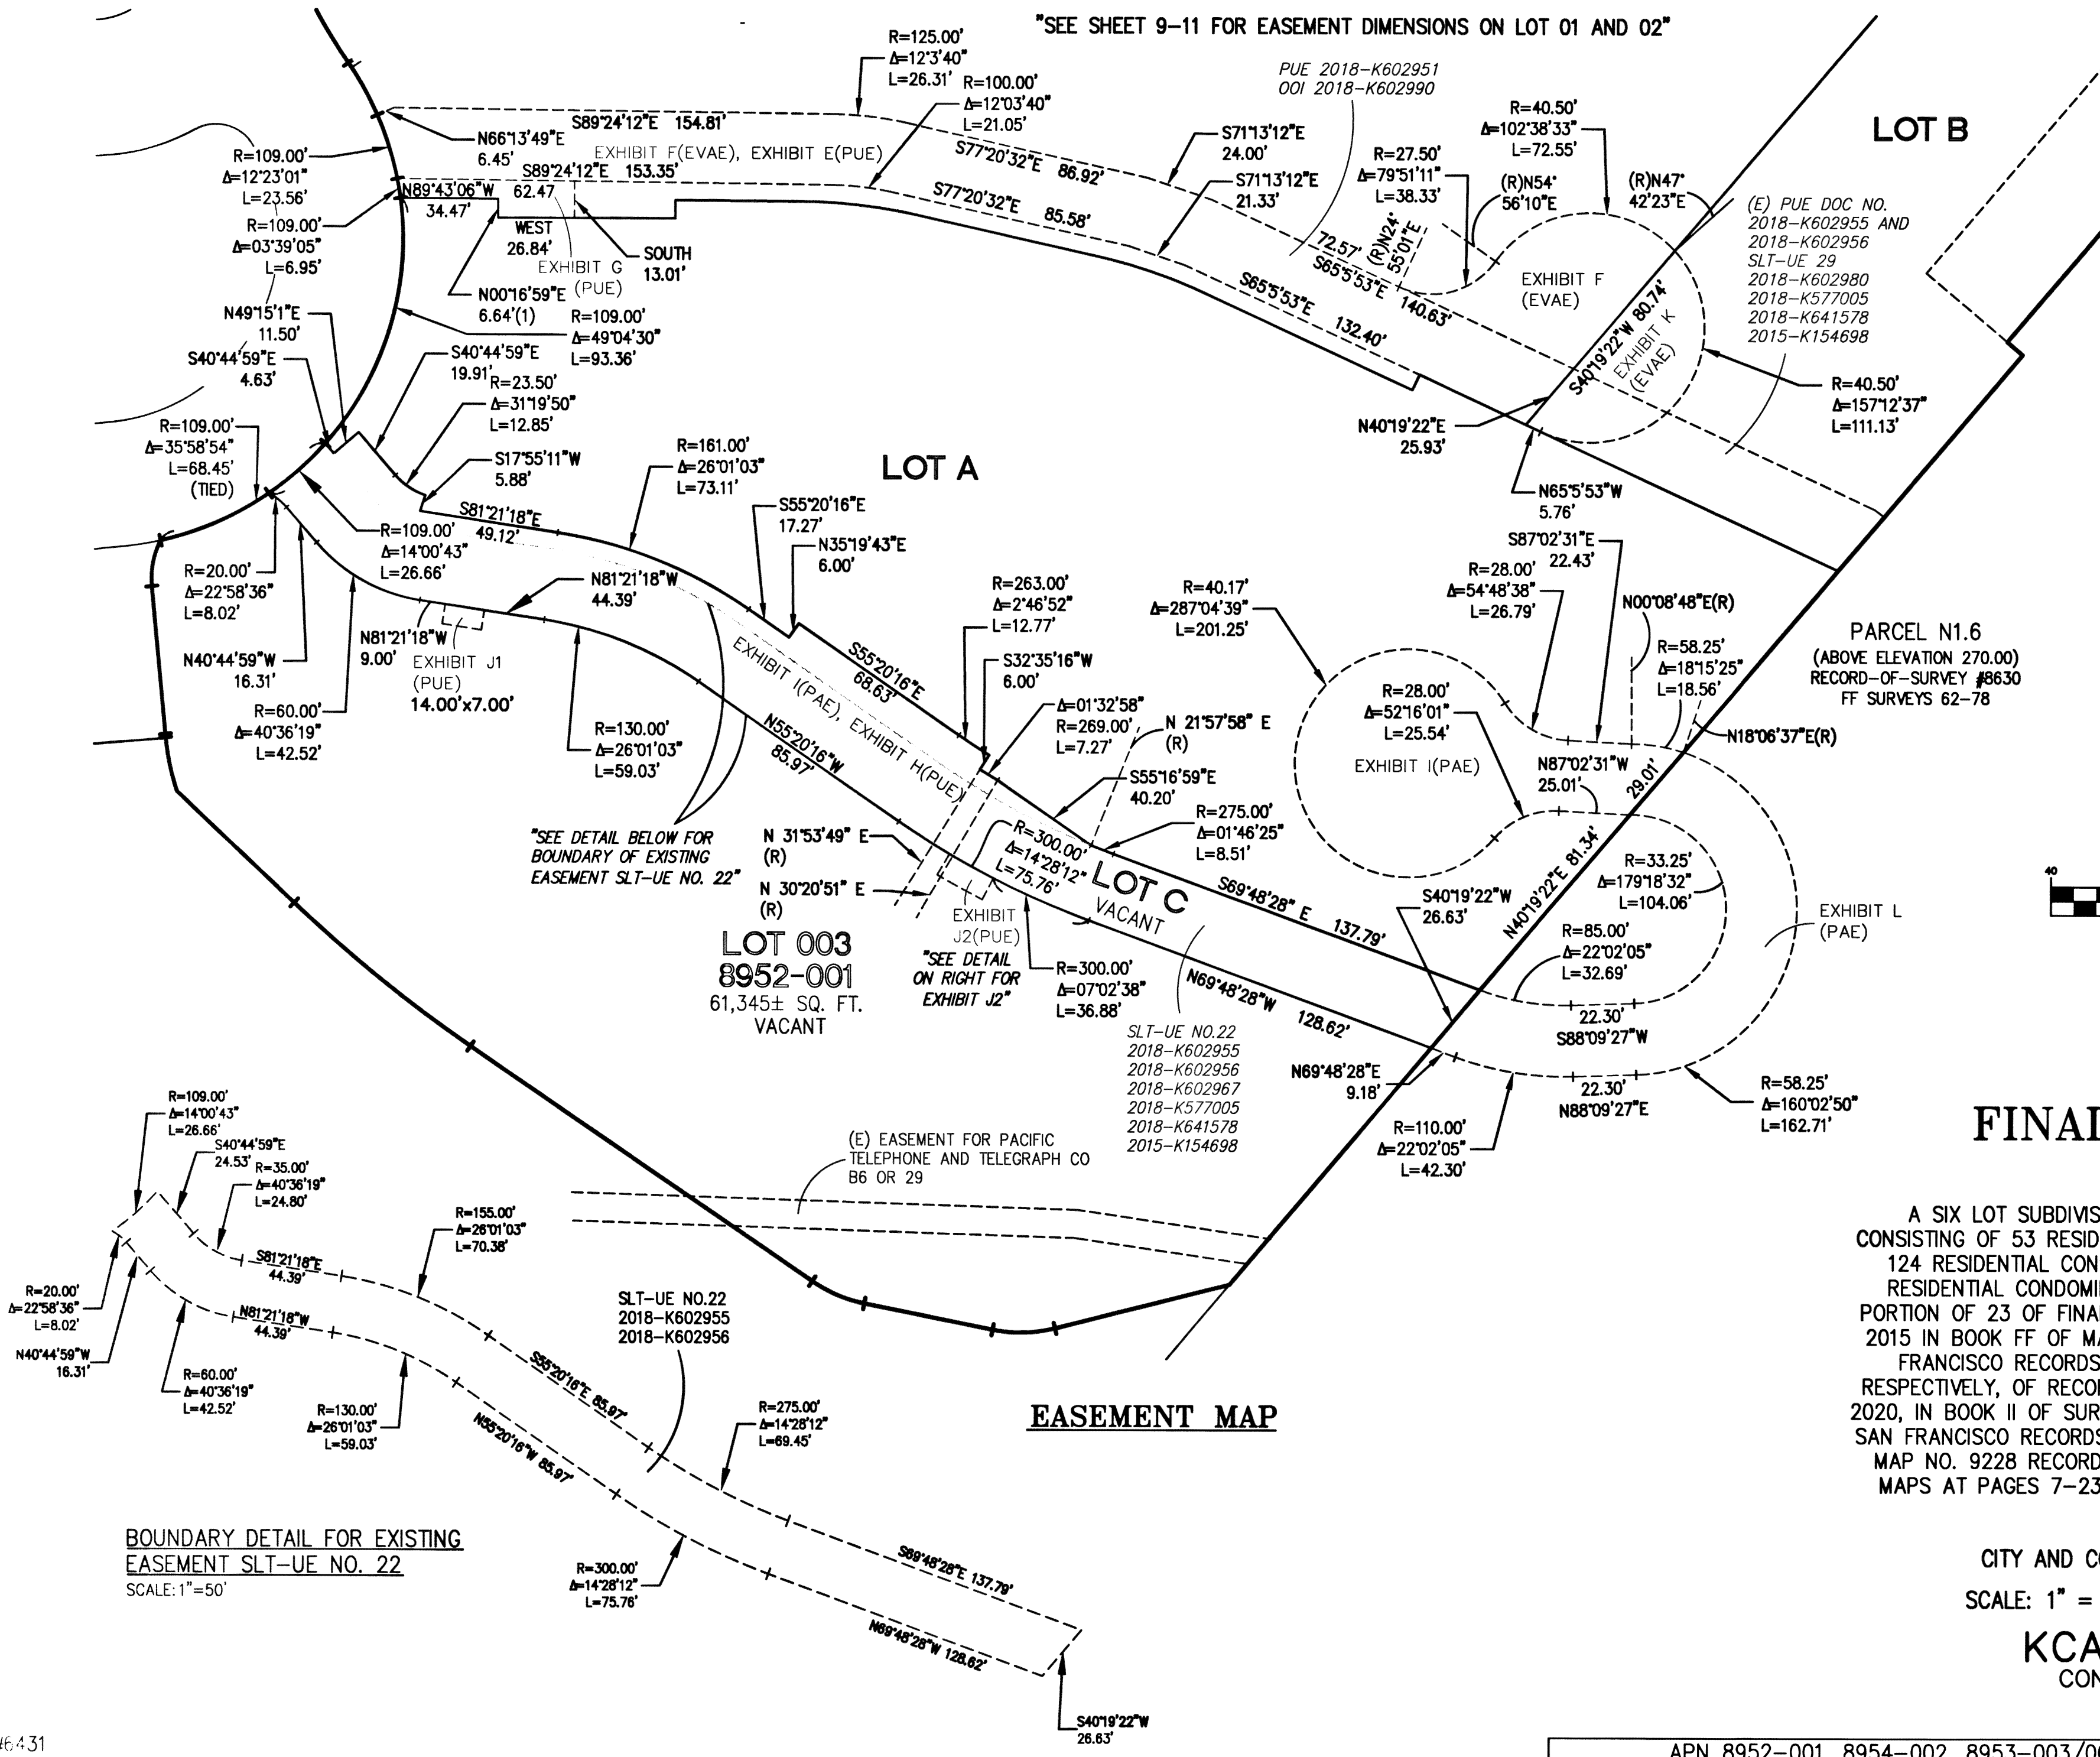 "SEE SHEET 9-11 FOR EASEMENT DIMENSIONS ON LOT 01 AND 02"
R=125.00'
Δ=12°3'40"
L=26.31'
R=100.00'
Δ=12°03'40"
L=21.05'
PUE 2018-K602951
OOI 2018-K602990
S89°24'12"E 154.81'
N66°13'49"E
6.45'
EXHIBIT F(EVAE), EXHIBIT E(PUE)
S89°24'12"E 153.35'
R=109.00'
Δ=12°23'01"
L=23.56'
R=109.00'
Δ=03°39'05"
L=6.95'
N89°43'06"W
34.47'
62.47
WEST
26.84'
EXHIBIT G
(PUE)
SOUTH
13.01'
N00°16'59"E
6.64'(1)
R=109.00'
Δ=49°04'30"
L=93.36'
S77°20'32"E 86.92'
S77°20'32"E 85.58'
S71°13'12"E
24.00'
S71°13'12"E
21.33'
R=27.50'
Δ=79°51'11"
L=38.33'
R=40.50'
Δ=102°38'33"
L=72.55'
(R)N54°
56'10"E
(R)N47°
42'23"E
LOT B
(E) PUE DOC NO.
2018-K602955 AND
2018-K602956
SLT-UE 29
2018-K602980
2018-K577005
2018-K641578
2015-K154698
(R)N24°
55'01"E
72.57'
S65°5'53"E 140.63'
S65°5'53"E 132.40'
EXHIBIT F
(EVAE)
S40°19'22"W 80.74'
EXHIBIT K
(EVAE)
R=40.50'
Δ=157°12'37"
L=111.13'
N40°19'22"E
25.93'
N65°5'53"W
5.76'
N49°15'1"E
11.50'
S40°44'59"E
4.63'
S40°44'59"E
19.91'
R=23.50'
Δ=31°19'50"
L=12.85'
R=109.00'
Δ=35°58'54"
L=68.45'
(TIED)
S17°55'11"W
5.88'
R=161.00'
Δ=26°01'03"
L=73.11'
LOT A
S81°21'18"E
49.12'
R=109.00'
Δ=14°00'43"
L=26.66'
S55°20'16"E
17.27'
N35°19'43"E
6.00'
R=20.00'
Δ=22°58'36"
L=8.02'
N81°21'18"W
44.39'
N40°44'59"W
16.31'
N81°21'18"W
9.00'
EXHIBIT J1
(PUE)
14.00'x7.00'
R=60.00'
Δ=40°36'19"
L=42.52'
R=130.00'
Δ=26°01'03"
L=59.03'
R=263.00'
Δ=2°46'52"
L=12.77'
S32°35'16"W
6.00'
S55°20'16"E
68.63'
EXHIBIT I(PAE), EXHIBIT H(PUE)
N55°20'16"W
85.97'
Δ=01°32'58"
R=269.00'
L=7.27'
N 21°57'58" E
(R)
S55°16'59"E
40.20'
R=275.00'
Δ=01°46'25"
L=8.51'
R=40.17'
Δ=287°04'39"
L=201.25'
S87°02'31"E
22.43'
R=28.00'
Δ=54°48'38"
L=26.79'
N00°08'48"E(R)
R=58.25'
Δ=18°15'25"
L=18.56'
N18°06'37"E(R)
PARCEL N1.6
(ABOVE ELEVATION 270.00)
RECORD-OF-SURVEY #8630
FF SURVEYS 62-78
R=28.00'
Δ=52°16'01"
L=25.54'
EXHIBIT I(PAE)
N87°02'31"W
25.01'
29.01'
N40°19'22"E 81.34'
R=33.25'
Δ=179°18'32"
L=104.06'
EXHIBIT L
(PAE)
40
"SEE DETAIL BELOW FOR
BOUNDARY OF EXISTING
EASEMENT SLT-UE NO. 22"
N 31°53'49" E
(R)
N 30°20'51" E
(R)
R=300.00'
Δ=14°28'12"
L=75.76'
LOT C
VACANT
EXHIBIT
J2(PUE)
"SEE DETAIL
ON RIGHT FOR
EXHIBIT J2"
LOT 003
8952-001
61,345± SQ. FT.
VACANT
R=300.00'
Δ=07°02'38"
L=36.88'
S69°48'28" E 137.79'
N69°48'28"W 128.62'
S40°19'22"W
26.63'
R=85.00'
Δ=22°02'05"
L=32.69'
22.30'
S88°09'27"W
SLT-UE NO.22
2018-K602955
2018-K602956
2018-K602967
2018-K577005
2018-K641578
2015-K154698
N69°48'28"E
9.18'
22.30'
N88°09'27"E
R=58.25'
Δ=160°02'50"
L=162.71'
R=110.00'
Δ=22°02'05"
L=42.30'
(E) EASEMENT FOR PACIFIC
TELEPHONE AND TELEGRAPH CO
B6 OR 29
R=109.00'
Δ=14°00'43"
L=26.66'
S40°44'59"E
24.53'
R=35.00'
Δ=40°36'19"
L=24.80'
R=155.00'
Δ=26°01'03"
L=70.38'
S81°21'18"E
44.39'
N81°21'18"W
44.39'
R=20.00'
Δ=22°58'36"
L=8.02'
N40°44'59"W
16.31'
R=60.00'
Δ=40°36'19"
L=42.52'
R=130.00'
Δ=26°01'03"
L=59.03'
SLT-UE NO.22
2018-K602955
2018-K602956
S55°20'16"E 85.97'
N55°20'16"W 85.97'
R=275.00'
Δ=14°28'12"
L=69.45'
R=300.00'
Δ=14°28'12"
L=75.76'
S69°48'28"E 137.79'
N69°48'28"W 128.62'
S40°19'22"W
26.63'
EASEMENT MAP
BOUNDARY DETAIL FOR EXISTING
EASEMENT SLT-UE NO. 22
SCALE: 1"=50'
FINAL
A SIX LOT SUBDIVIS
CONSISTING OF 53 RESID
124 RESIDENTIAL CON
RESIDENTIAL CONDOMI
PORTION OF 23 OF FINA
2015 IN BOOK FF OF MA
FRANCISCO RECORDS
RESPECTIVELY, OF RECO
2020, IN BOOK II OF SUR
SAN FRANCISCO RECORDS
MAP NO. 9228 RECORD
MAPS AT PAGES 7-23
CITY AND CO
SCALE: 1" =
KCA
CON
#6431
APN 8952-001, 8954-002, 8953-003/00